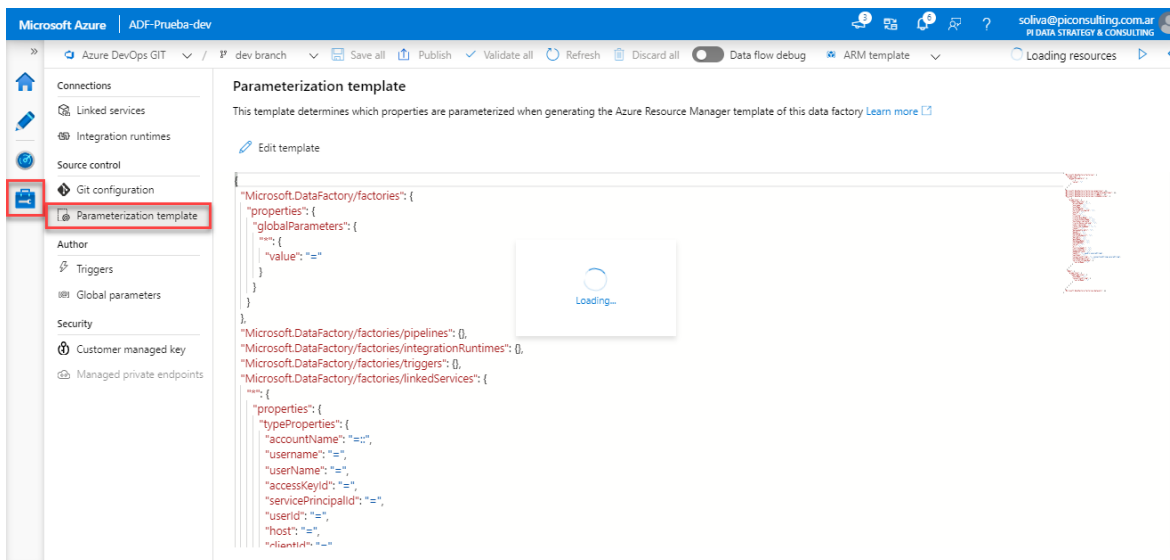 Microsoft Azure ADF-Prueba-dev 3 6 ? soliva@piconsulting.com.ar
PI DATA STRATEGY & CONSULTING
» Azure DevOps GIT / dev branch Save all Publish Validate all Refresh Discard all Data flow debug ARM template Loading resources
Connections
Linked services
Integration runtimes
Source control
Git configuration
Parameterization template
Author
Triggers
Global parameters
Security
Customer managed key
Managed private endpoints
Parameterization template
This template determines which properties are parameterized when generating the Azure Resource Manager template of this data factory Learn more
Edit template
{
"Microsoft.DataFactory/factories": {
"properties": {
"globalParameters": {
"*": {
"value": "="
}
}
}
},
"Microsoft.DataFactory/factories/pipelines": {},
"Microsoft.DataFactory/factories/integrationRuntimes": {},
"Microsoft.DataFactory/factories/triggers": {},
"Microsoft.DataFactory/factories/linkedServices": {
"*": {
"properties": {
"typeProperties": {
"accountName": "=::",
"username": "=",
"userName": "=",
"accessKeyId": "=",
"servicePrincipalId": "=",
"userId": "=",
"host": "=",
"clientId": "="
Loading...